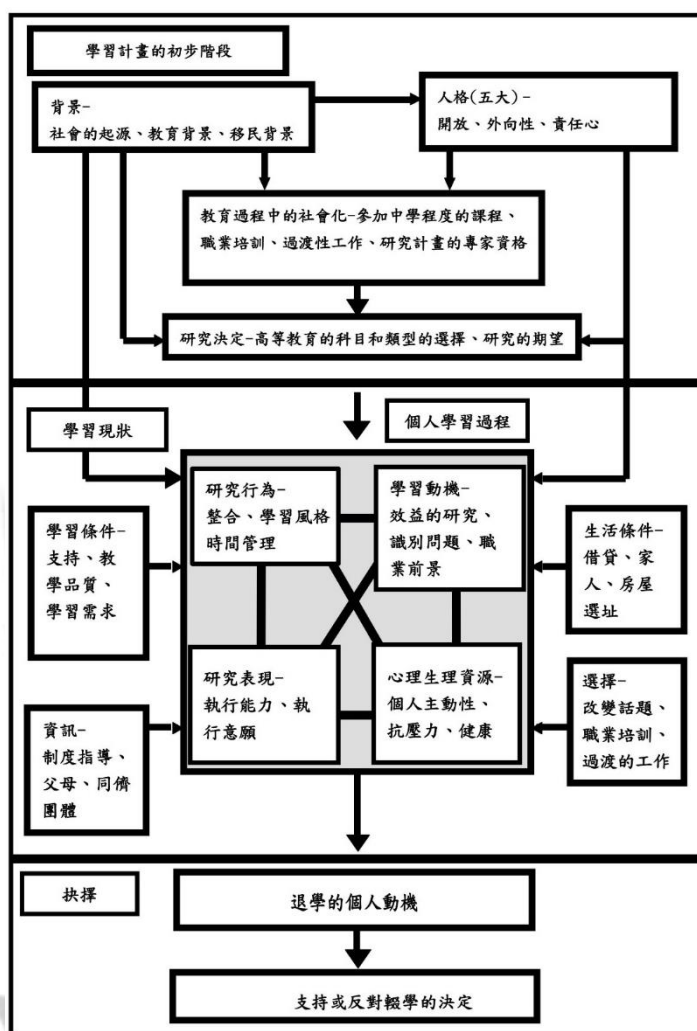 學習計畫的初步階段
背景-
社會的起源、教育背景、移民背景
人格(五大)-
開放、外向性、責任心
教育過程中的社會化-參加中學程度的課程、
職業培訓、過渡性工作、研究計畫的專家資格
研究決定-高等教育的科目和類型的選擇、研究的期望
學習現狀
個人學習過程
研究行為-
整合、學習風格
時間管理
學習動機-
效益的研究、
識別問題、職
業前景
學習條件-
支持、教
學品質、
學習需求
生活條件-
借貸、家
人、房屋
選址
研究表現-
執行能力、執
行意願
心理生理資源-
個人主動性、
抗壓力、健康
資訊-
制度指導、
父母、同儕
團體
選擇-
改變話題、
職業培訓、
過渡的工作
抉擇
退學的個人動機
支持或反對輟學的決定